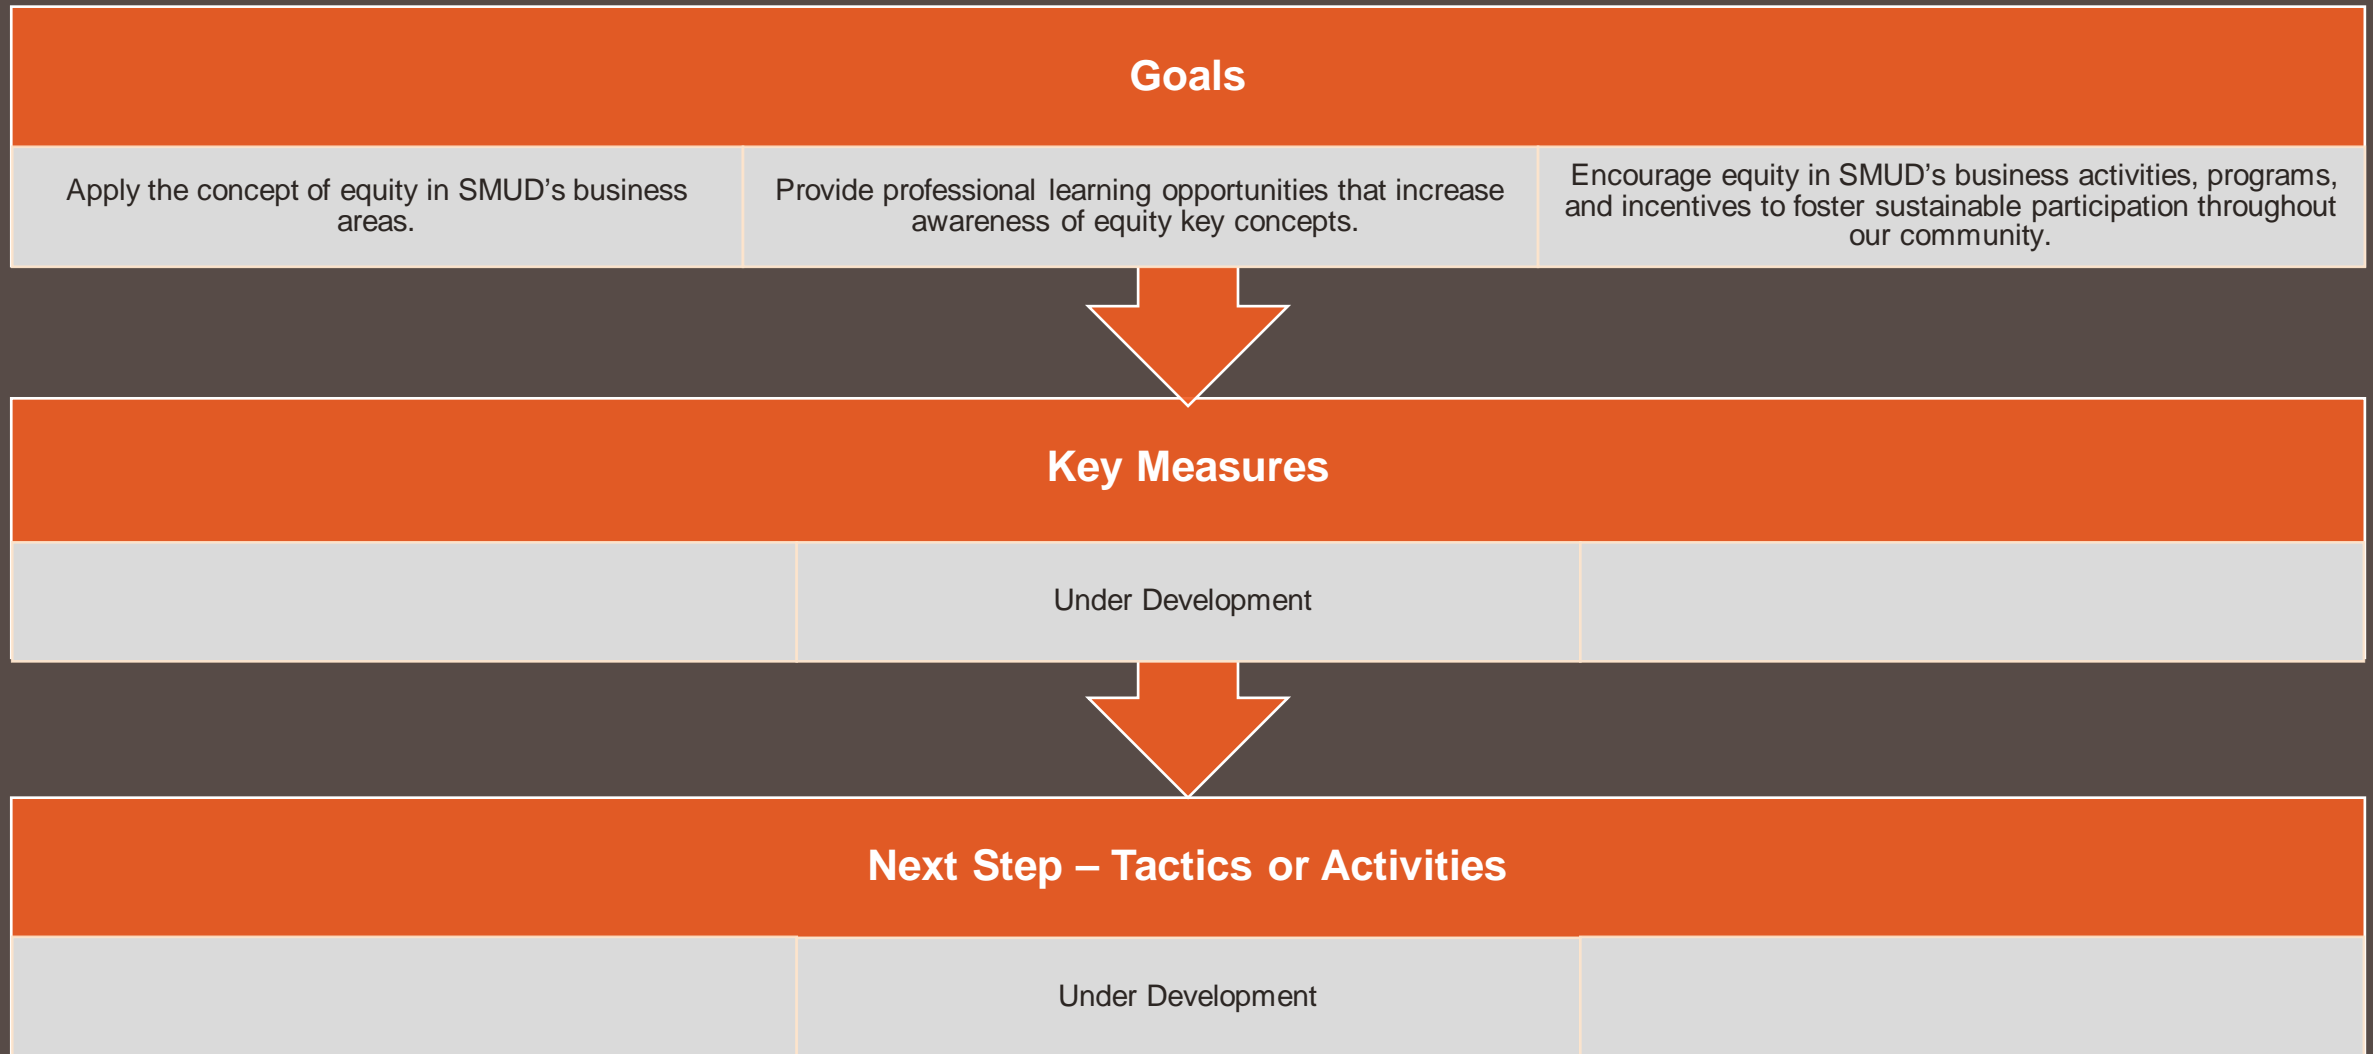 Goals
Apply the concept of equity in SMUD’s business
areas.
Provide professional learning opportunities that increase
awareness of equity key concepts.
Encourage equity in SMUD’s business activities, programs,
and incentives to foster sustainable participation throughout
our community.
Key Measures
Under Development
Next Step – Tactics or Activities
Under Development